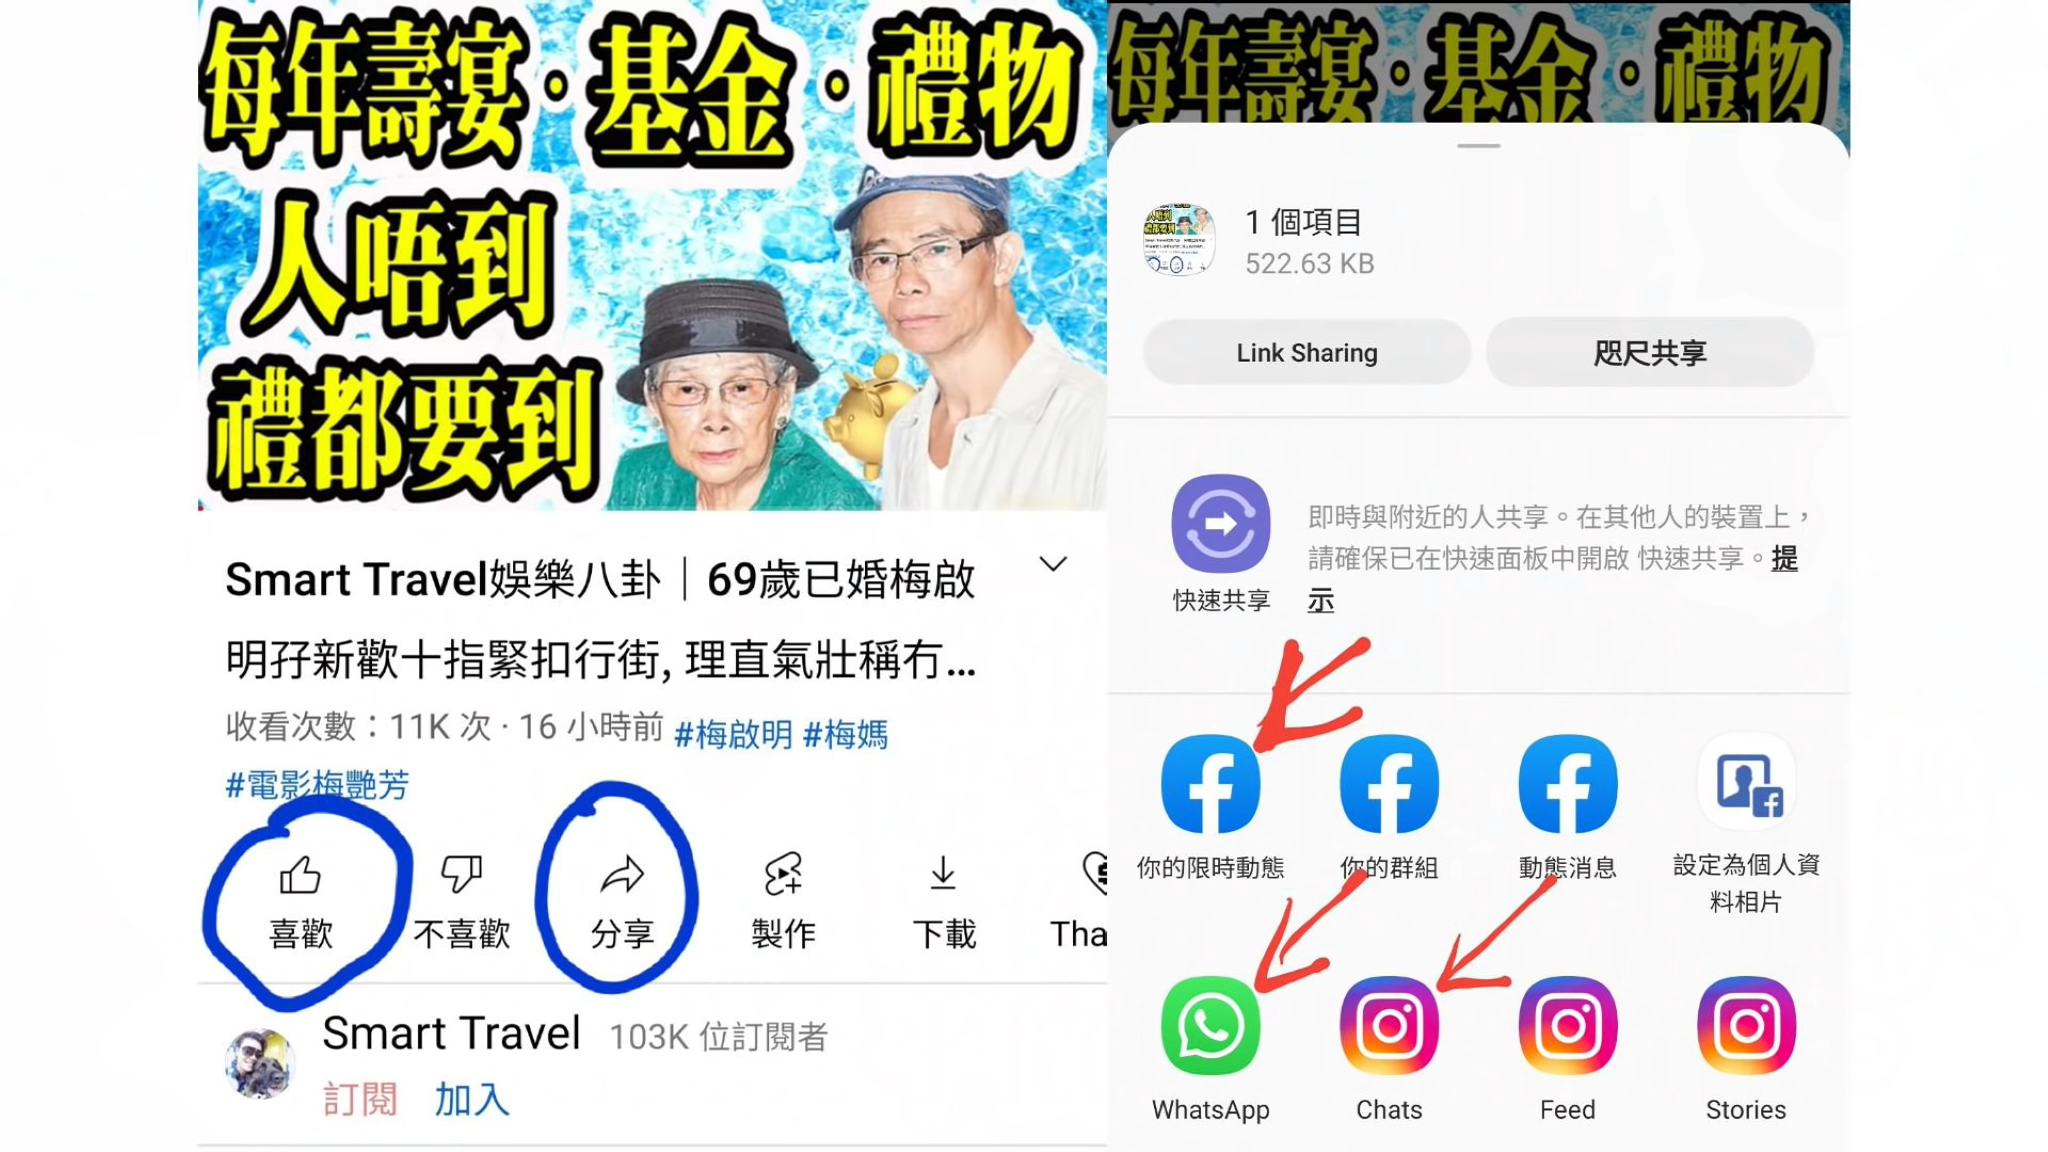 每年壽宴·基金·禮物
人唔到
禮都要到
Smart Travel娛樂八卦｜69歲已婚梅啟
明孖新歡十指緊扣行街, 理直氣壯稱冇...
收看次數：11K 次 · 16 小時前 #梅啟明 #梅媽
#電影梅艷芳
喜歡
不喜歡
分享
製作
下載
Tha
Smart Travel 103K 位訂閱者
訂閱 加入
每年壽宴·基金·禮物
1 個項目
522.63 KB
Link Sharing
咫尺共享
快速共享
即時與附近的人共享。在其他人的裝置上，
請確保已在快速面板中開啟 快速共享。提
示
你的限時動態
你的群組
動態消息
設定為個人資
料相片
WhatsApp
Chats
Feed
Stories